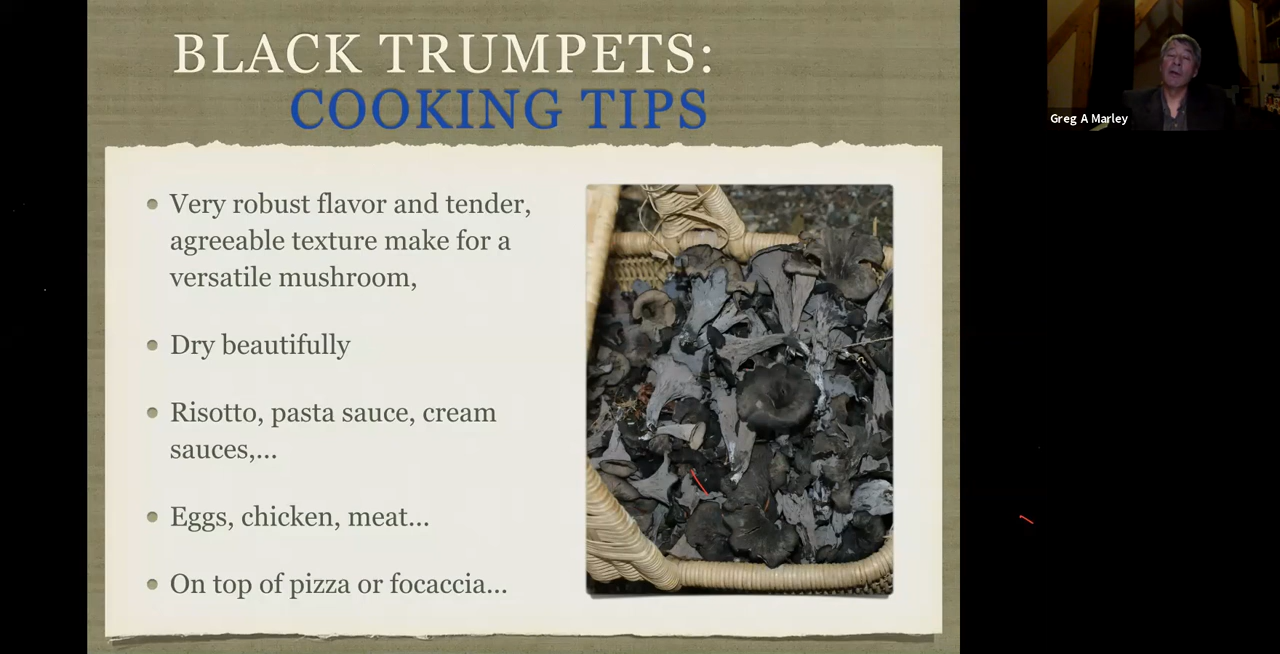 BLACK TRUMPETS:
COOKING TIPS
Very robust flavor and tender,
agreeable texture make for a
versatile mushroom,
Dry beautifully
Risotto, pasta sauce, cream
sauces,...
Eggs, chicken, meat...
On top of pizza or focaccia...
Greg A Marley